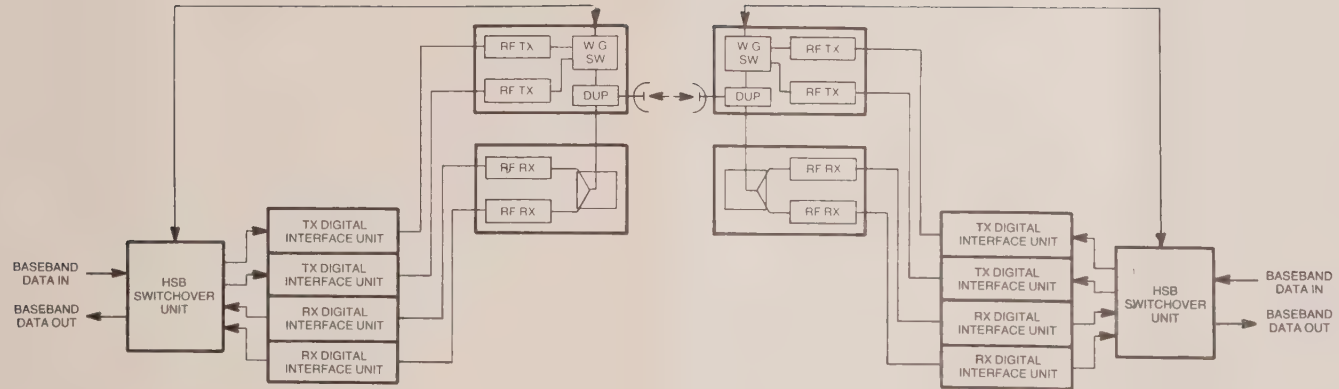 RF TX
W G
SW
RF TX
DUP
RF RX
RF RX
W G
SW
RF TX
DUP
RF TX
RF RX
RF RX
BASEBAND
DATA IN
BASEBAND
DATA OUT
HSB
SWITCHOVER
UNIT
TX DIGITAL
INTERFACE UNIT
TX DIGITAL
INTERFACE UNIT
RX DIGITAL
INTERFACE UNIT
RX DIGITAL
INTERFACE UNIT
TX DIGITAL
INTERFACE UNIT
TX DIGITAL
INTERFACE UNIT
RX DIGITAL
INTERFACE UNIT
RX DIGITAL
INTERFACE UNIT
HSB
SWITCHOVER
UNIT
BASEBAND
DATA IN
BASEBAND
DATA OUT